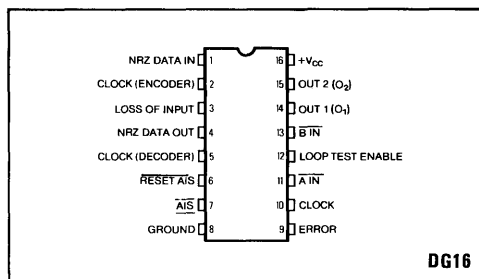 NRZ DATA IN 1 16 +VCC
CLOCK (ENCODER) 2 15 OUT 2 (O2)
LOSS OF INPUT 3 14 OUT 1 (O1)
NRZ DATA OUT 4 13 B IN
CLOCK (DECODER) 5 12 LOOP TEST ENABLE
RESET AIS 6 11 A IN
AIS 7 10 CLOCK
GROUND 8 9 ERROR
DG16